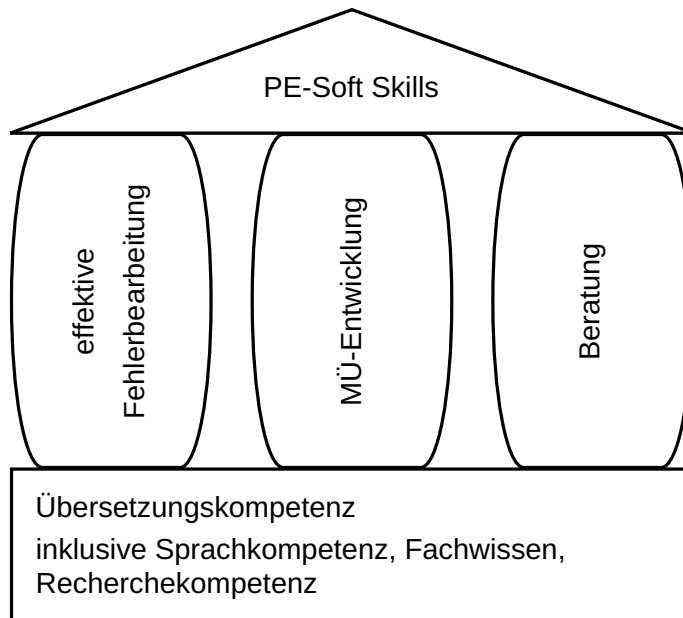 PE-Soft Skills
effektive
Fehlerbearbeitung
MÜ-Entwicklung
Beratung
Übersetzungskompetenz
inklusive Sprachkompetenz, Fachwissen,
Recherchekompetenz